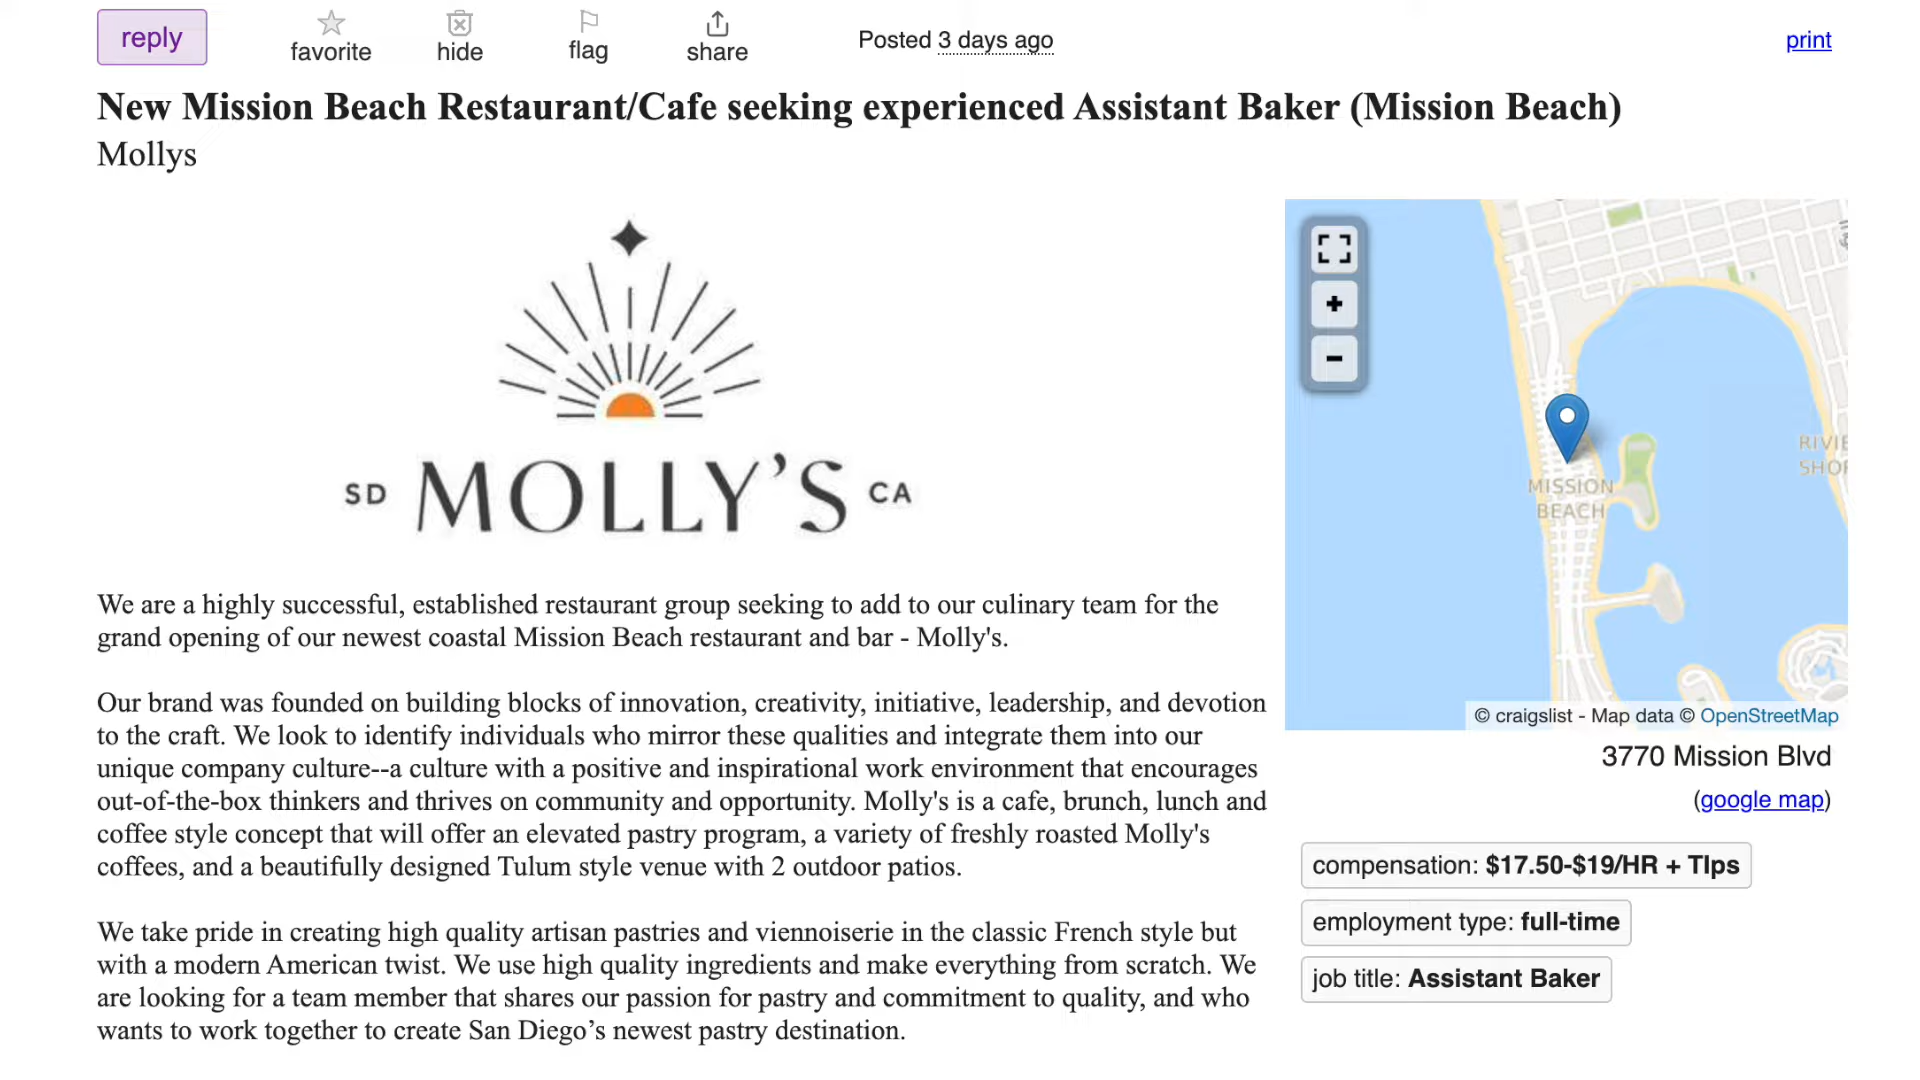 reply
favorite
hide
flag
share
Posted 3 days ago
print
New Mission Beach Restaurant/Cafe seeking experienced Assistant Baker (Mission Beach)
Mollys
SD MOLLY'S CA
We are a highly successful, established restaurant group seeking to add to our culinary team for the
grand opening of our newest coastal Mission Beach restaurant and bar - Molly's.
Our brand was founded on building blocks of innovation, creativity, initiative, leadership, and devotion
to the craft. We look to identify individuals who mirror these qualities and integrate them into our
unique company culture--a culture with a positive and inspirational work environment that encourages
out-of-the-box thinkers and thrives on community and opportunity. Molly's is a cafe, brunch, lunch and
coffee style concept that will offer an elevated pastry program, a variety of freshly roasted Molly's
coffees, and a beautifully designed Tulum style venue with 2 outdoor patios.
We take pride in creating high quality artisan pastries and viennoiserie in the classic French style but
with a modern American twist. We use high quality ingredients and make everything from scratch. We
are looking for a team member that shares our passion for pastry and commitment to quality, and who
wants to work together to create San Diego’s newest pastry destination.
+
-
MISSION
BEACH
RIVIE
SHOR
© craigslist - Map data © OpenStreetMap
3770 Mission Blvd
(google map)
compensation: $17.50-$19/HR + TIps
employment type: full-time
job title: Assistant Baker